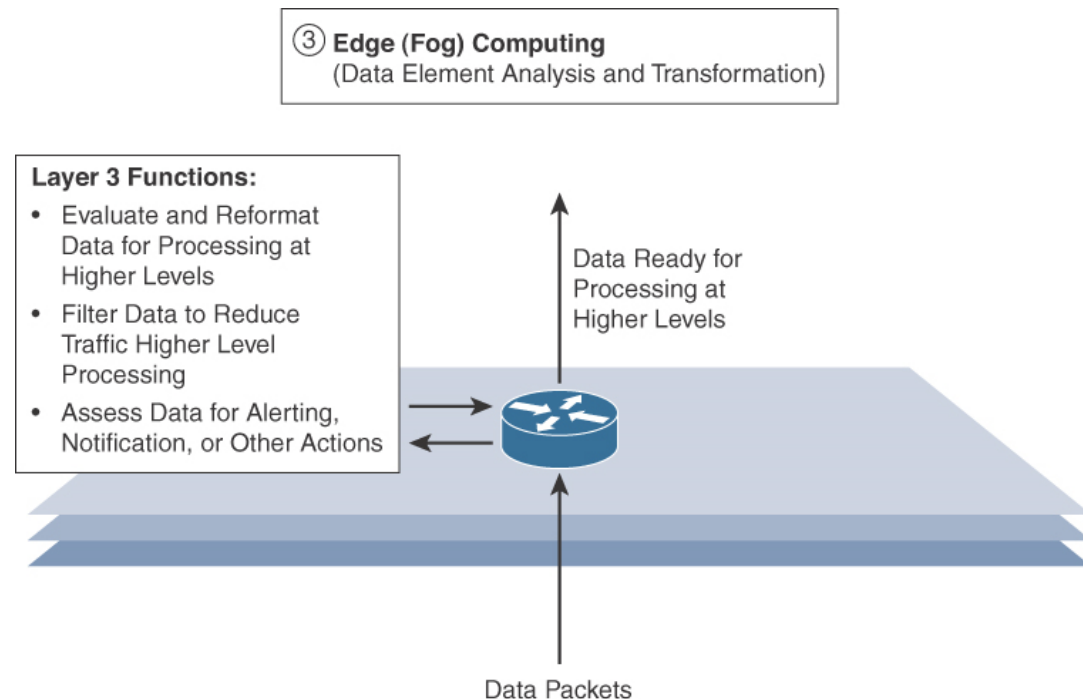 ③ Edge (Fog) Computing
(Data Element Analysis and Transformation)
Layer 3 Functions:
• Evaluate and Reformat
Data for Processing at
Higher Levels
• Filter Data to Reduce
Traffic Higher Level
Processing
• Assess Data for Alerting,
Notification, or Other Actions
Data Ready for
Processing at
Higher Levels
Data Packets